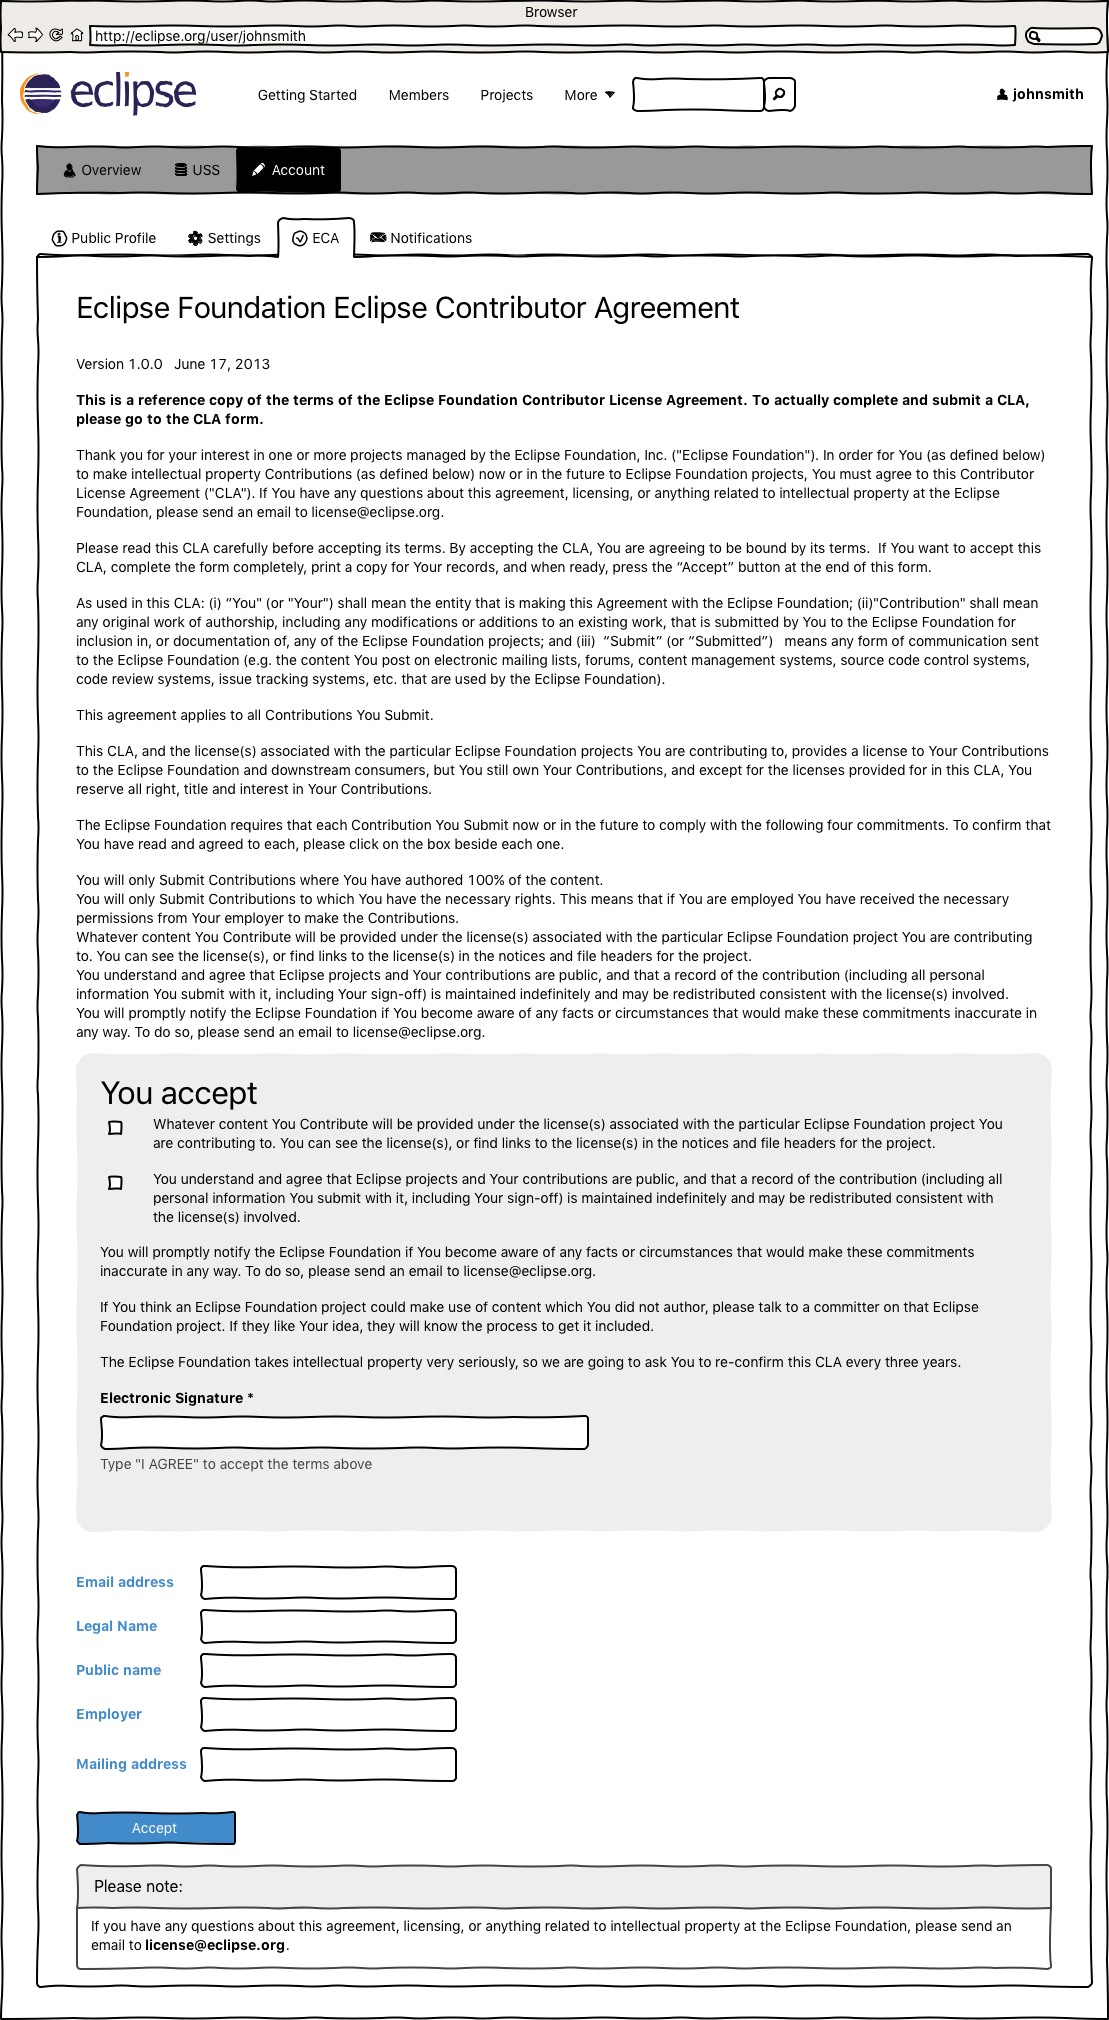 Browser
http://eclipse.org/user/johnsmith
eclipse
Getting Started
Members
Projects
More
johnsmith
Overview
USS
Account
Public Profile
Settings
ECA
Notifications
Eclipse Foundation Eclipse Contributor Agreement
Version 1.0.0   June 17, 2013
This is a reference copy of the terms of the Eclipse Foundation Contributor License Agreement. To actually complete and submit a CLA,
please go to the CLA form.
Thank you for your interest in one or more projects managed by the Eclipse Foundation, Inc. ("Eclipse Foundation"). In order for You (as defined below)
to make intellectual property Contributions (as defined below) now or in the future to Eclipse Foundation projects, You must agree to this Contributor
License Agreement ("CLA"). If You have any questions about this agreement, licensing, or anything related to intellectual property at the Eclipse
Foundation, please send an email to license@eclipse.org.
Please read this CLA carefully before accepting its terms. By accepting the CLA, You are agreeing to be bound by its terms.  If You want to accept this
CLA, complete the form completely, print a copy for Your records, and when ready, press the “Accept” button at the end of this form.
As used in this CLA: (i) “You" (or "Your") shall mean the entity that is making this Agreement with the Eclipse Foundation; (ii)"Contribution" shall mean
any original work of authorship, including any modifications or additions to an existing work, that is submitted by You to the Eclipse Foundation for
inclusion in, or documentation of, any of the Eclipse Foundation projects; and (iii)  “Submit” (or “Submitted”)   means any form of communication sent
to the Eclipse Foundation (e.g. the content You post on electronic mailing lists, forums, content management systems, source code control systems,
code review systems, issue tracking systems, etc. that are used by the Eclipse Foundation).
This agreement applies to all Contributions You Submit.
This CLA, and the license(s) associated with the particular Eclipse Foundation projects You are contributing to, provides a license to Your Contributions
to the Eclipse Foundation and downstream consumers, but You still own Your Contributions, and except for the licenses provided for in this CLA, You
reserve all right, title and interest in Your Contributions.
The Eclipse Foundation requires that each Contribution You Submit now or in the future to comply with the following four commitments. To confirm that
You have read and agreed to each, please click on the box beside each one.
You will only Submit Contributions where You have authored 100% of the content.
You will only Submit Contributions to which You have the necessary rights. This means that if You are employed You have received the necessary
permissions from Your employer to make the Contributions.
Whatever content You Contribute will be provided under the license(s) associated with the particular Eclipse Foundation project You are contributing
to. You can see the license(s), or find links to the license(s) in the notices and file headers for the project.
You understand and agree that Eclipse projects and Your contributions are public, and that a record of the contribution (including all personal
information You submit with it, including Your sign-off) is maintained indefinitely and may be redistributed consistent with the license(s) involved.
You will promptly notify the Eclipse Foundation if You become aware of any facts or circumstances that would make these commitments inaccurate in
any way. To do so, please send an email to license@eclipse.org.
You accept
Whatever content You Contribute will be provided under the license(s) associated with the particular Eclipse Foundation project You
are contributing to. You can see the license(s), or find links to the license(s) in the notices and file headers for the project.
You understand and agree that Eclipse projects and Your contributions are public, and that a record of the contribution (including all
personal information You submit with it, including Your sign-off) is maintained indefinitely and may be redistributed consistent with
the license(s) involved.
You will promptly notify the Eclipse Foundation if You become aware of any facts or circumstances that would make these commitments
inaccurate in any way. To do so, please send an email to license@eclipse.org.
If You think an Eclipse Foundation project could make use of content which You did not author, please talk to a committer on that Eclipse
Foundation project. If they like Your idea, they will know the process to get it included.
The Eclipse Foundation takes intellectual property very seriously, so we are going to ask You to re-confirm this CLA every three years.
Electronic Signature *
Type "I AGREE" to accept the terms above
Email address
Legal Name
Public name
Employer
Mailing address
Accept
Please note:
If you have any questions about this agreement, licensing, or anything related to intellectual property at the Eclipse Foundation, please send an
email to license@eclipse.org.